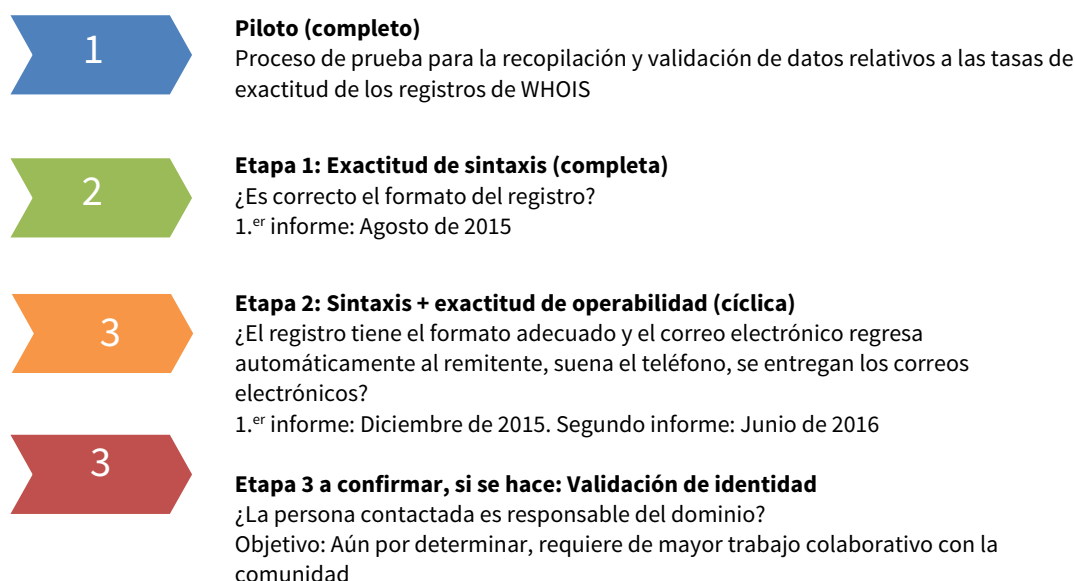 1
Piloto (completo)
Proceso de prueba para la recopilación y validación de datos relativos a las tasas de
exactitud de los registros de WHOIS
2
Etapa 1: Exactitud de sintaxis (completa)
¿Es correcto el formato del registro?
1.er informe: Agosto de 2015
3
Etapa 2: Sintaxis + exactitud de operabilidad (cíclica)
¿El registro tiene el formato adecuado y el correo electrónico regresa
automáticamente al remitente, suena el teléfono, se entregan los correos
electrónicos?
1.er informe: Diciembre de 2015. Segundo informe: Junio de 2016
3
Etapa 3 a confirmar, si se hace: Validación de identidad
¿La persona contactada es responsable del dominio?
Objetivo: Aún por determinar, requiere de mayor trabajo colaborativo con la
comunidad